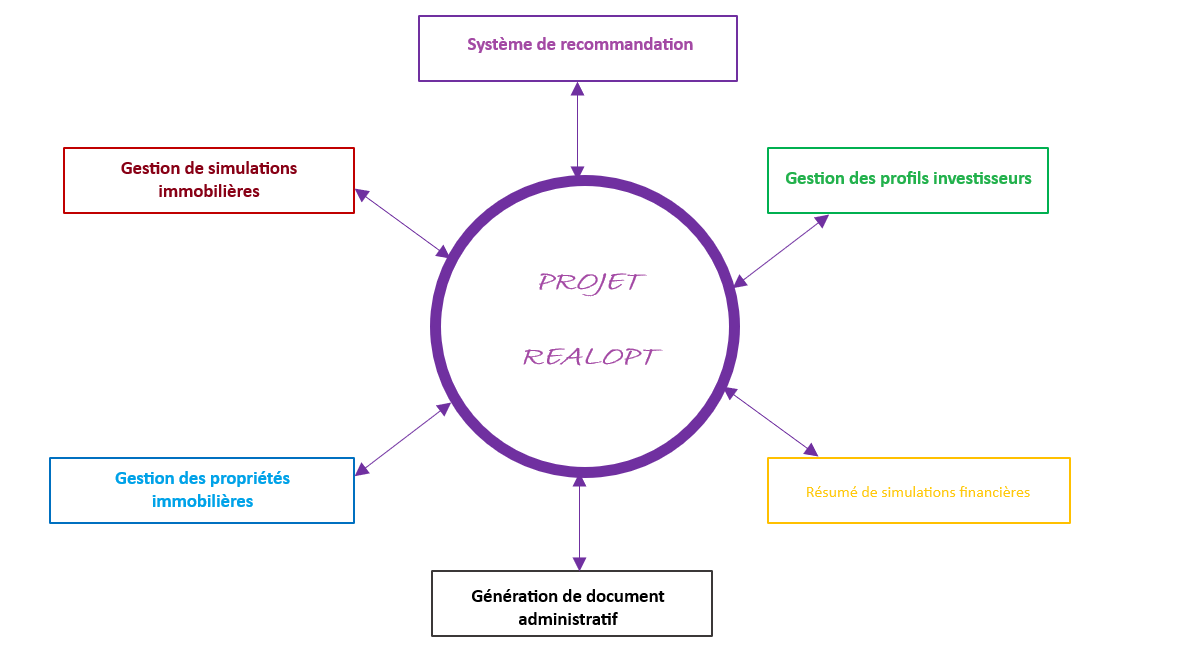 Système de recommandation
Gestion de simulations
immobilières
Gestion des profils investisseurs
PROJET
REALOPT
Gestion des propriétés
immobilières
Résumé de simulations financières
Génération de document
administratif